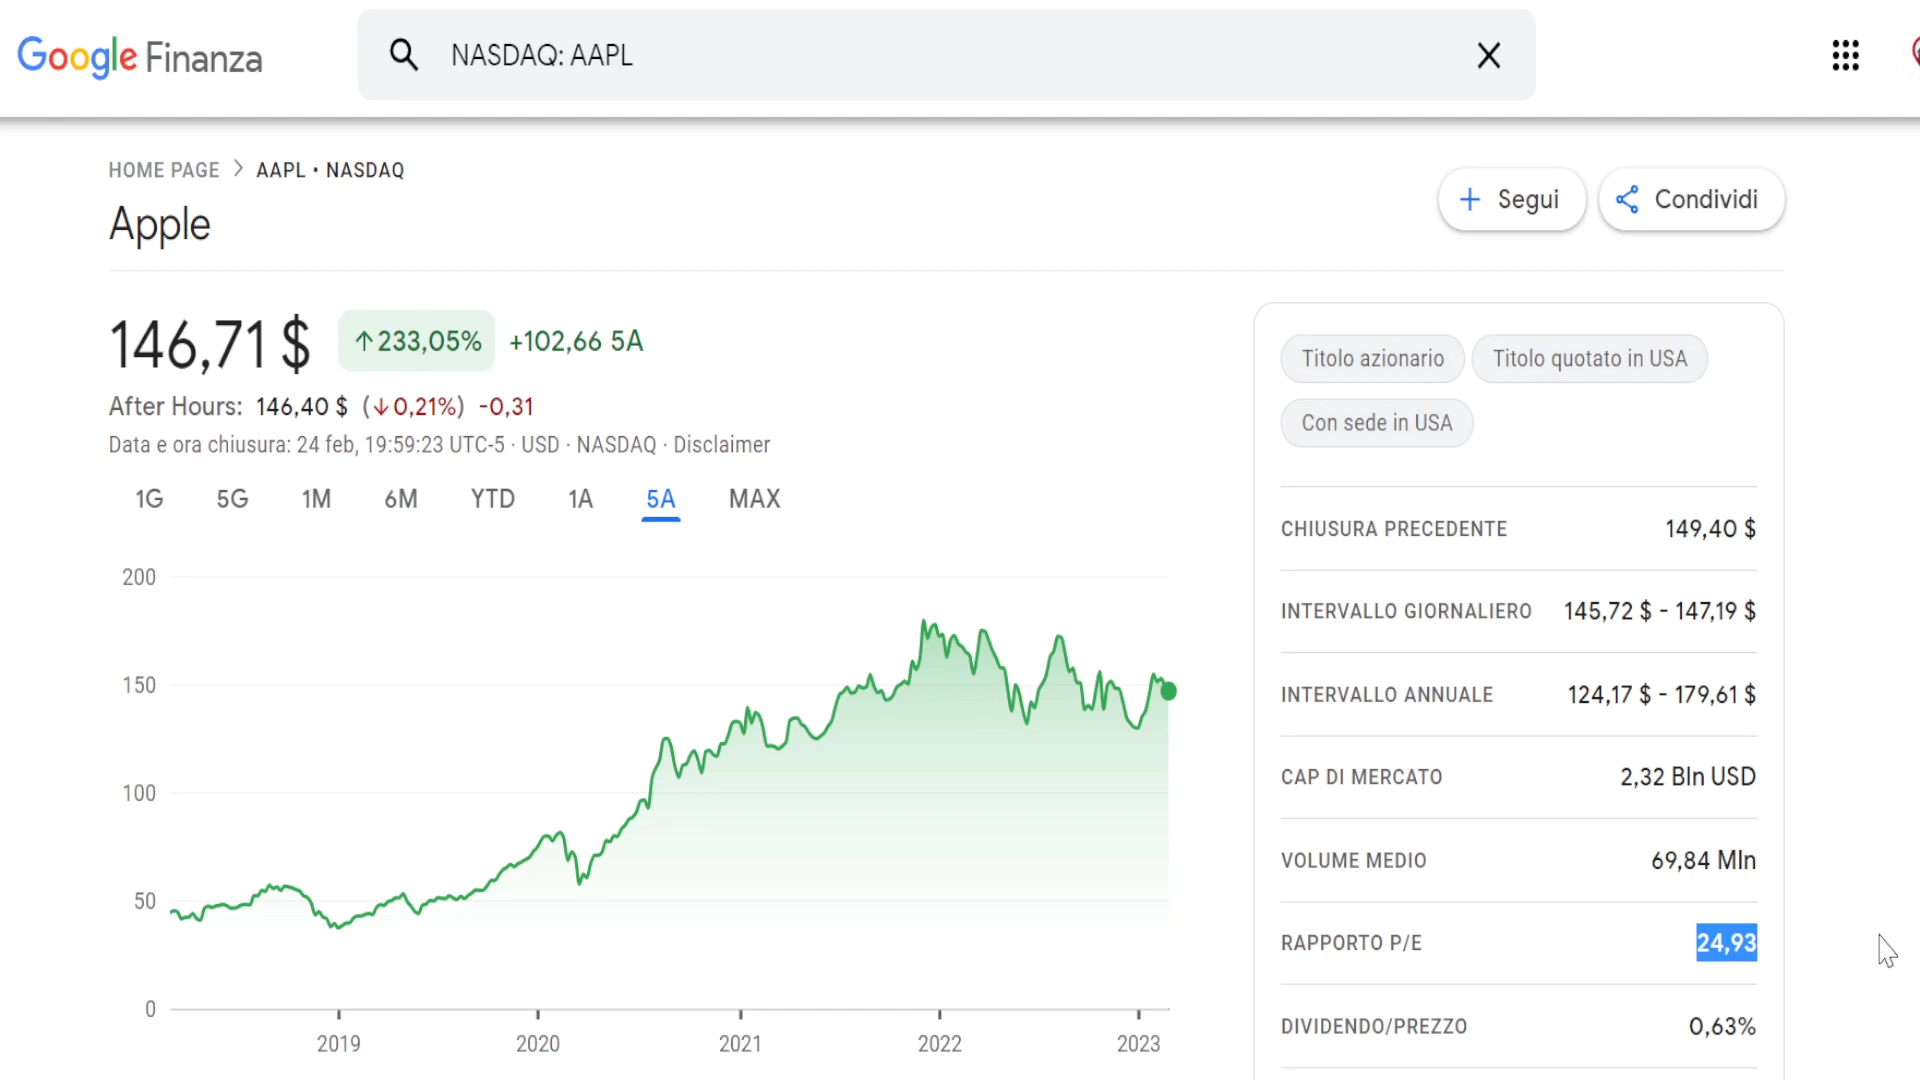 Google Finanza
NASDAQ: AAPL
HOME PAGE > AAPL • NASDAQ
Apple
Segui
Condividi
146,71 $ ↑233,05% +102,66 5A
After Hours: 146,40 $ (↓0,21%) -0,31
Data e ora chiusura: 24 feb, 19:59:23 UTC-5 · USD · NASDAQ · Disclaimer
1G 5G 1M 6M YTD 1A 5A MAX
200
150
100
50
0
2019 2020 2021 2022 2023
Titolo azionario
Titolo quotato in USA
Con sede in USA
CHIUSURA PRECEDENTE 149,40 $
INTERVALLO GIORNALIERO 145,72 $ - 147,19 $
INTERVALLO ANNUALE 124,17 $ - 179,61 $
CAP DI MERCATO 2,32 Bln USD
VOLUME MEDIO 69,84 Mln
RAPPORTO P/E 24,93
DIVIDENDO/PREZZO 0,63%